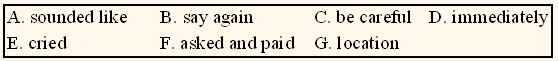 A. sounded like B. say again C. be careful D. immediately
E. cried F. asked and paid G. location